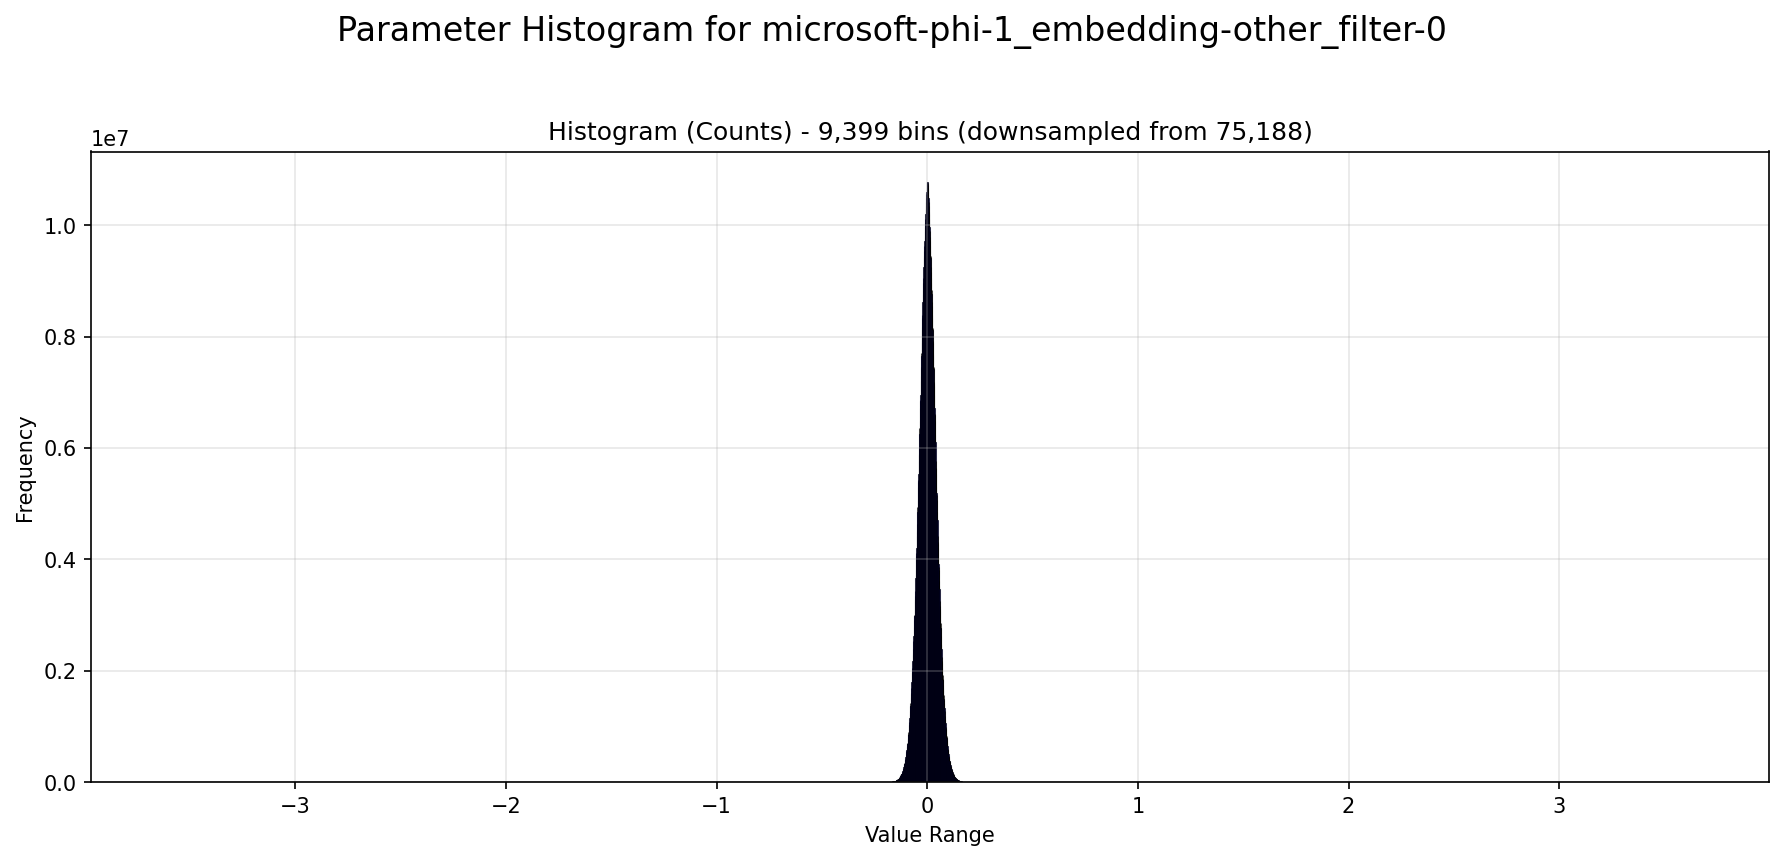 Parameter Histogram for microsoft-phi-1_embedding-other_filter-0
Histogram (Counts) - 9,399 bins (downsampled from 75,188)
1e7
1.0
0.8
0.6
0.4
0.2
0.0
Frequency
−3 −2 −1 0 1 2 3
Value Range